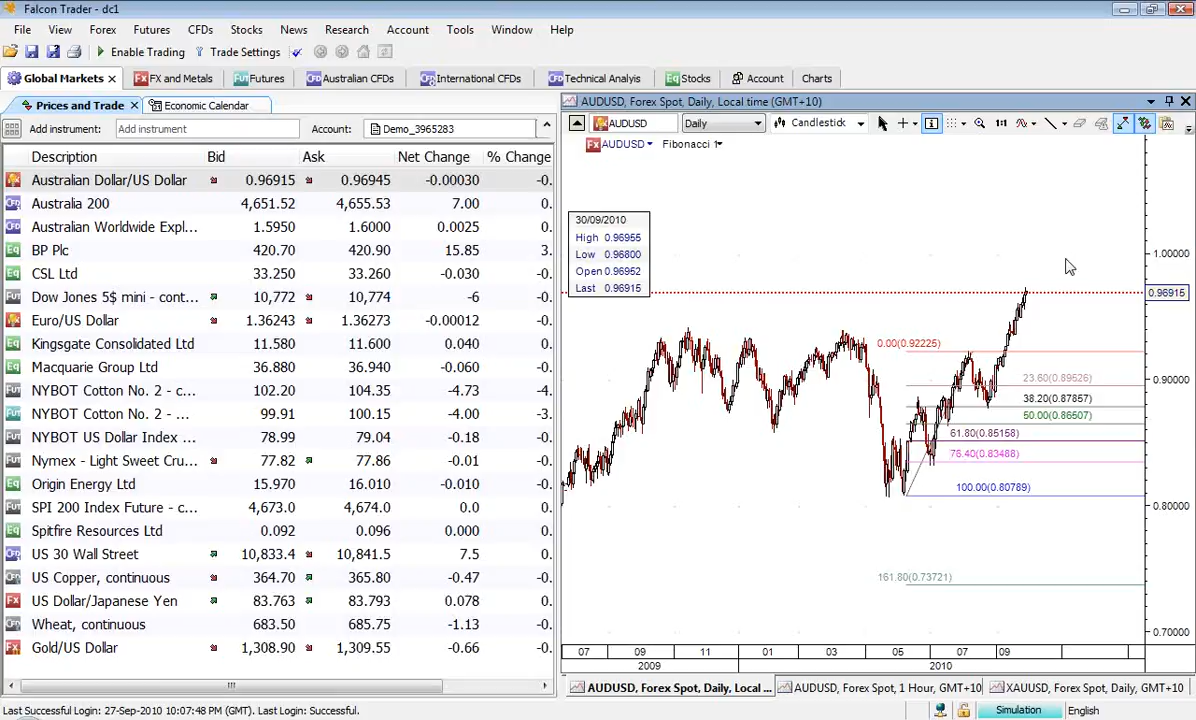 Falcon Trader - dc1
File View Forex Futures CFDs Stocks News Research Account Tools Window Help
Enable Trading Trade Settings
Global Markets FX and Metals Futures Australian CFDs International CFDs Technical Analysis Stocks Account Charts
Prices and Trade Economic Calendar
Add instrument: Add instrument Account: Demo_3965283
Description Bid Ask Net Change % Change
Australian Dollar/US Dollar 0.96915 0.96945 -0.00030 -0.
Australia 200 4,651.52 4,655.53 7.00 0.
Australian Worldwide Expl... 1.5950 1.6000 0.0025 0.
BP Plc 420.70 420.90 15.85 3.
CSL Ltd 33.250 33.260 -0.030 -0.
Dow Jones 5$ mini - cont... 10,772 10,774 -6 -0.
Euro/US Dollar 1.36243 1.36273 -0.00012 -0.
Kingsgate Consolidated Ltd 11.580 11.600 0.040 0.
Macquarie Group Ltd 36.880 36.940 -0.060 -0.
NYBOT Cotton No. 2 - c... 102.20 104.35 -4.73 -4.
NYBOT Cotton No. 2 - ... 99.91 100.15 -4.00 -3.
NYBOT US Dollar Index ... 78.99 79.04 -0.18 -0.
Nymex - Light Sweet Cru... 77.82 77.86 -0.01 -0.
Origin Energy Ltd 15.970 16.010 -0.010 -0.
SPI 200 Index Future - c... 4,673.0 4,674.0 0.0 0.
Spitfire Resources Ltd 0.092 0.096 0.000 0.
US 30 Wall Street 10,833.4 10,841.5 7.5 0.
US Copper, continuous 364.70 365.80 -0.47 -0.
US Dollar/Japanese Yen 83.763 83.793 0.078 0.
Wheat, continuous 683.50 685.75 -1.13 -0.
Gold/US Dollar 1,308.90 1,309.55 -0.66 -0.
AUDUSD, Forex Spot, Daily, Local time (GMT+10)
AUDUSD Daily Candlestick 1:1
AUDUSD Fibonacci 1
30/09/2010
High 0.96955
Low 0.96800
Open 0.96952
Last 0.96915
1.00000
0.96915
0.00(0.92225)
23.60(0.89526)
0.90000
38.20(0.87857)
50.00(0.86507)
61.80(0.85158)
76.40(0.83488)
100.00(0.80789)
0.80000
161.80(0.73721)
0.70000
07 09 11 01 03 05 07 09
2009 2010
AUDUSD, Forex Spot, Daily, Local ... AUDUSD, Forex Spot, 1 Hour, GMT+10 XAUUSD, Forex Spot, Daily, GMT+10
Last Successful Login: 27-Sep-2010 10:07:48 PM (GMT). Last Login: Successful. Simulation English